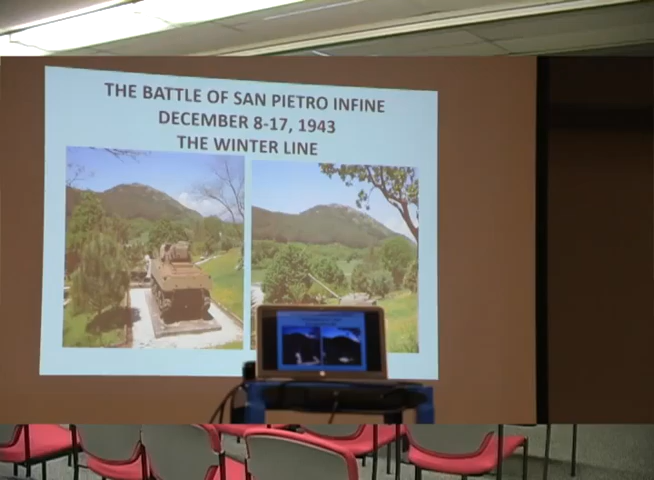 THE BATTLE OF SAN PIETRO INFINE
DECEMBER 8-17, 1943
THE WINTER LINE